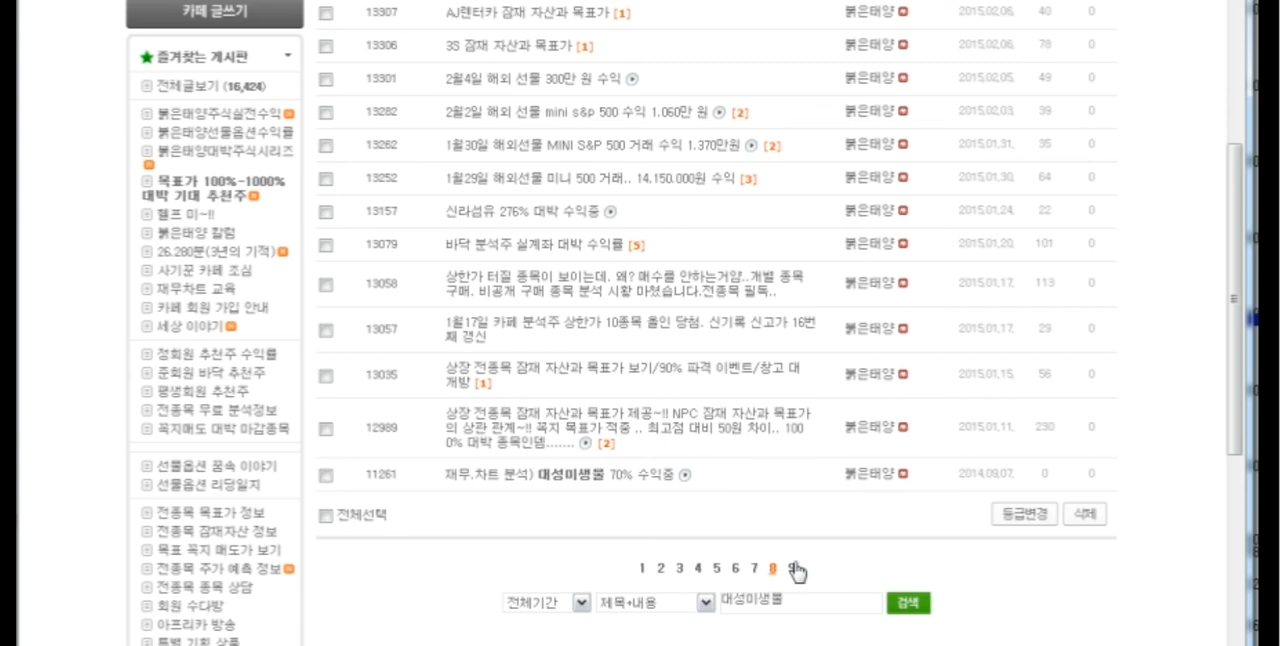 카페 글쓰기
즐겨찾는 게시판
전체글보기 (16,424)
붉은태양주식실전수익
붉은태양선물옵션수익률
붉은태양대박주식시리즈
목표가 100%-1000%
대박 기대 추천주
헬프 미~!!
붉은태양 칼럼
26.280분(3년의 기적)
사기꾼 카페 조심
재무차트 교육
카페 회원 가입 안내
세상 이야기
정회원 추천주 수익률
준회원 바닥 추천주
평생회원 추천주
전종목 무료 분석정보
꼭지매도 대박 마감종목
선물옵션 꿈속 이야기
선물옵션 리딩일지
전종목 목표가 정보
전종목 잠재자산 정보
목표 꼭지 매도가 보기
전종목 주가 예측 정보
전종목 종목 상담
회원 수다방
아프리카 방송
특백 기획 상품
13307 AJ렌터카 잠재 자산과 목표가 [1] 붉은태양 2015.02.06. 40 0
13306 3S 잠재 자산과 목표가 [1] 붉은태양 2015.02.06. 78 0
13301 2월4일 해외 선물 300만 원 수익 붉은태양 2015.02.05. 49 0
13282 2월2일 해외 선물 mini s&p 500 수익 1.060만 원 [2] 붉은태양 2015.02.03. 39 0
13262 1월30일 해외선물 MINI S&P 500 거래 수익 1.370만원 [2] 붉은태양 2015.01.31. 35 0
13252 1월29일 해외선물 미니 500 거래.. 14.150.000원 수익 [3] 붉은태양 2015.01.30. 64 0
13157 신라섬유 276% 대박 수익중 붉은태양 2015.01.24. 22 0
13079 바닥 분석주 실계좌 대박 수익률 [5] 붉은태양 2015.01.20. 101 0
13058 상한가 터질 종목이 보이는데. 왜? 매수를 안하는거얌..개별 종목
구매. 비공개 구매 종목 분석 시황 마쳤습니다.전종목 필독.. 붉은태양 2015.01.17. 113 0
13057 1월17일 카페 분석주 상한가 10종목 올인 당첨. 신기록 신고가 16번
째 갱신 붉은태양 2015.01.17. 29 0
13035 상장 전종목 잠재 자산과 목표가 보기/90% 파격 이벤트/창고 대
개방 [1] 붉은태양 2015.01.15. 56 0
12989 상장 전종목 잠재 자산과 목표가 제공~!! NPC 잠재 자산과 목표가
의 상관 관계~!! 꼭지 목표가 적중 .. 최고점 대비 50원 차이.. 100
0% 대박 종목인뎀....... [2] 붉은태양 2015.01.11. 230 0
11261 재무.차트 분석) 대성미생물 70% 수익중 붉은태양 2014.09.07. 0 0
전체선택 등급변경 삭제
1 2 3 4 5 6 7 8 9
전체기간 제목+내용 대성미생물 검색